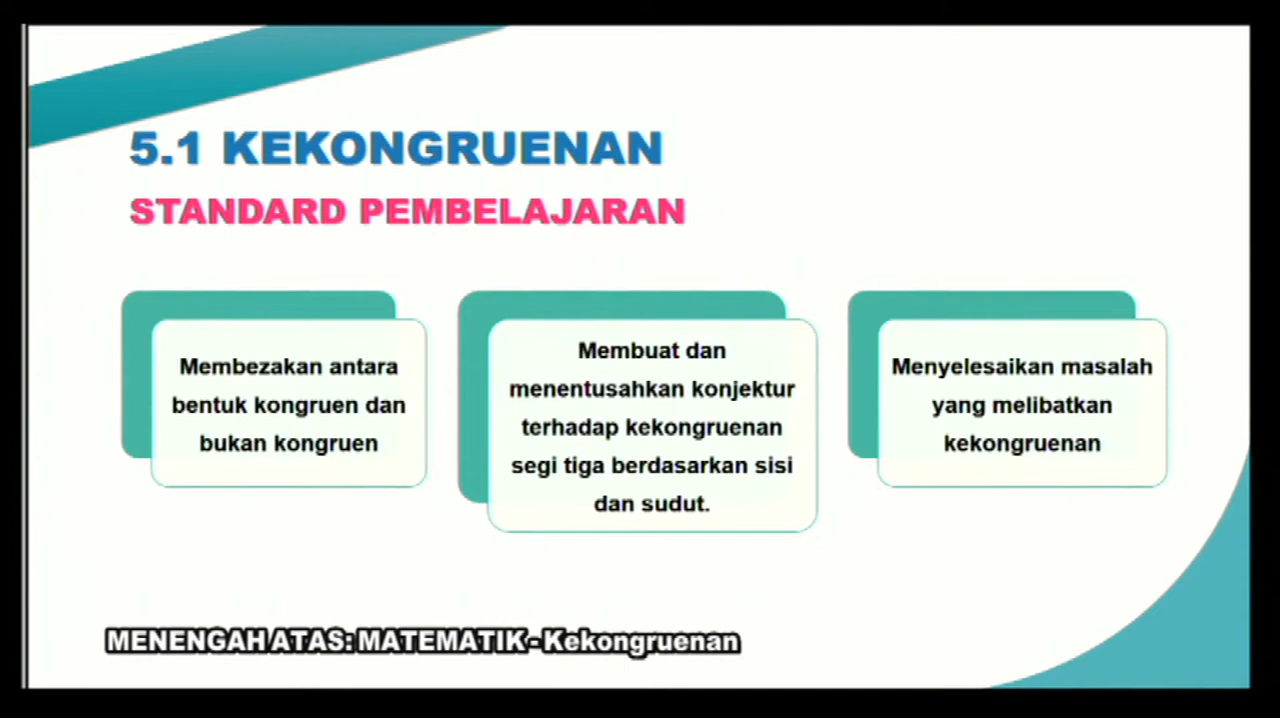 5.1 KEKONGRUENAN
STANDARD PEMBELAJARAN
Membezakan antara
bentuk kongruen dan
bukan kongruen
Membuat dan
menentusahkan konjektur
terhadap kekongruenan
segi tiga berdasarkan sisi
dan sudut.
Menyelesaikan masalah
yang melibatkan
kekongruenan
MENENGAH ATAS: MATEMATIK - Kekongruenan